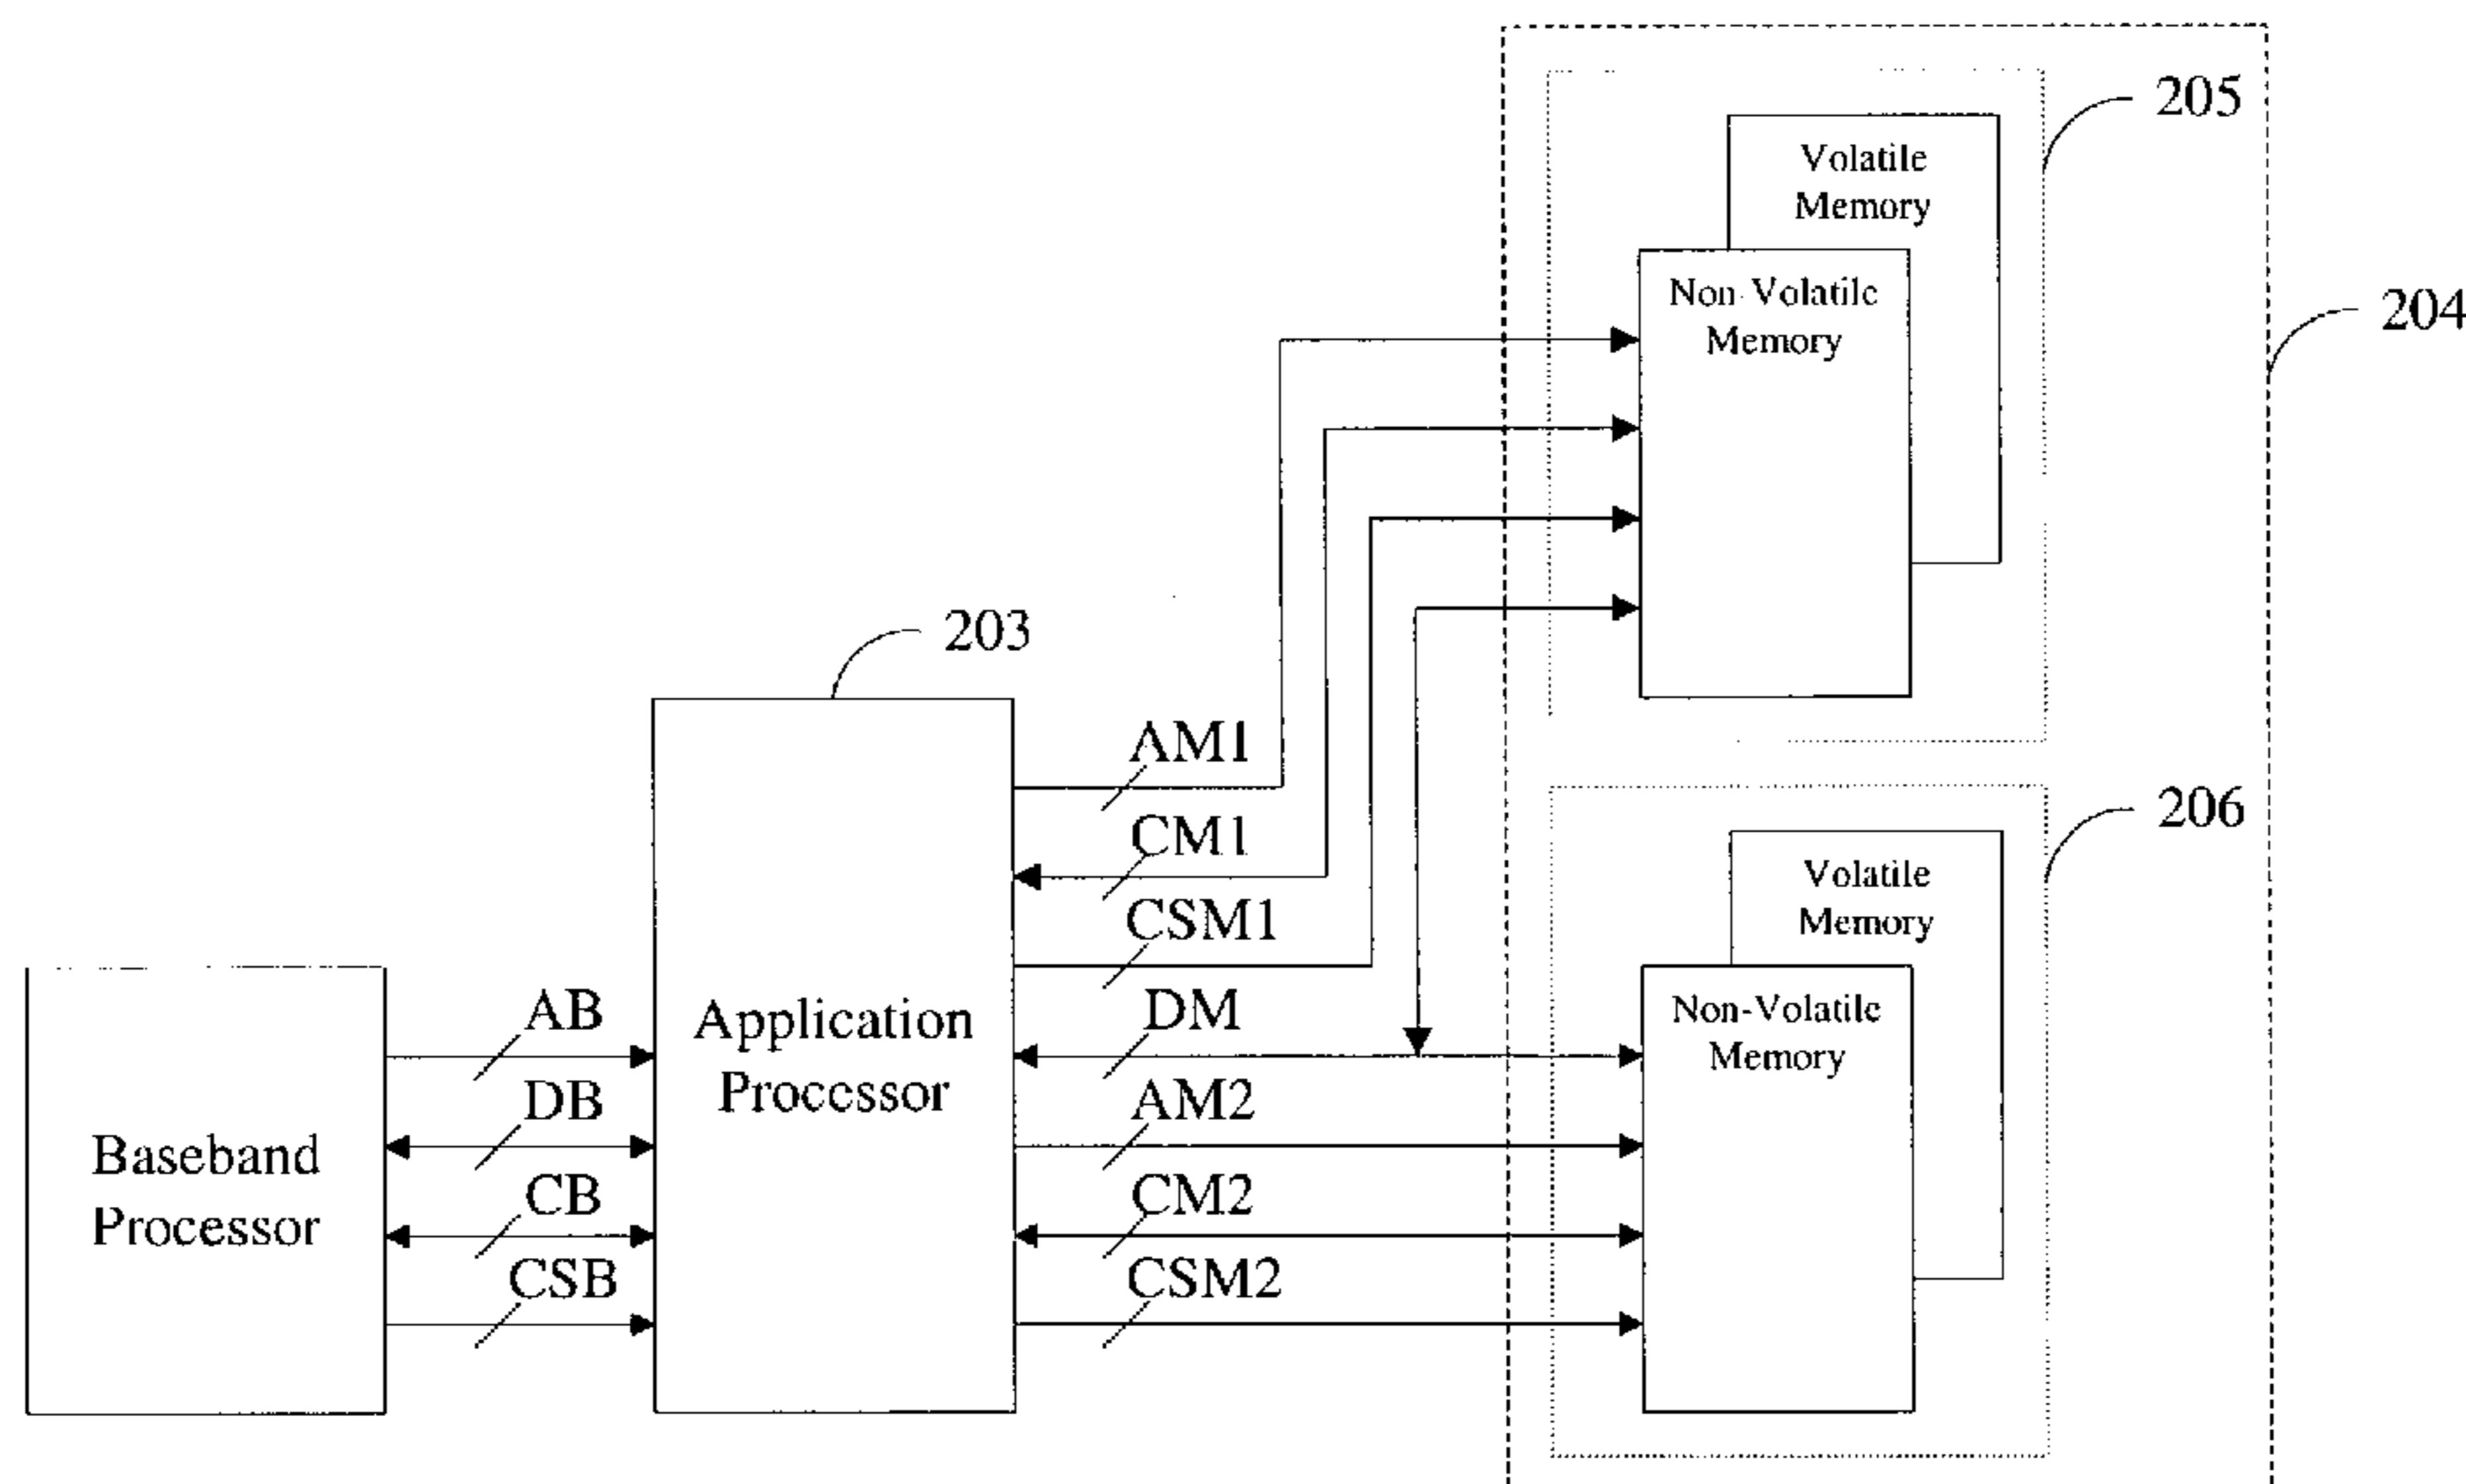 205
Volatile
Memory
Non-Volatile
Memory
204
203
Application
Processor
AM1
CM1
CSM1
DM
AM2
CM2
CSM2
206
Volatile
Memory
Non-Volatile
Memory
Baseband
Processor
AB
DB
CB
CSB